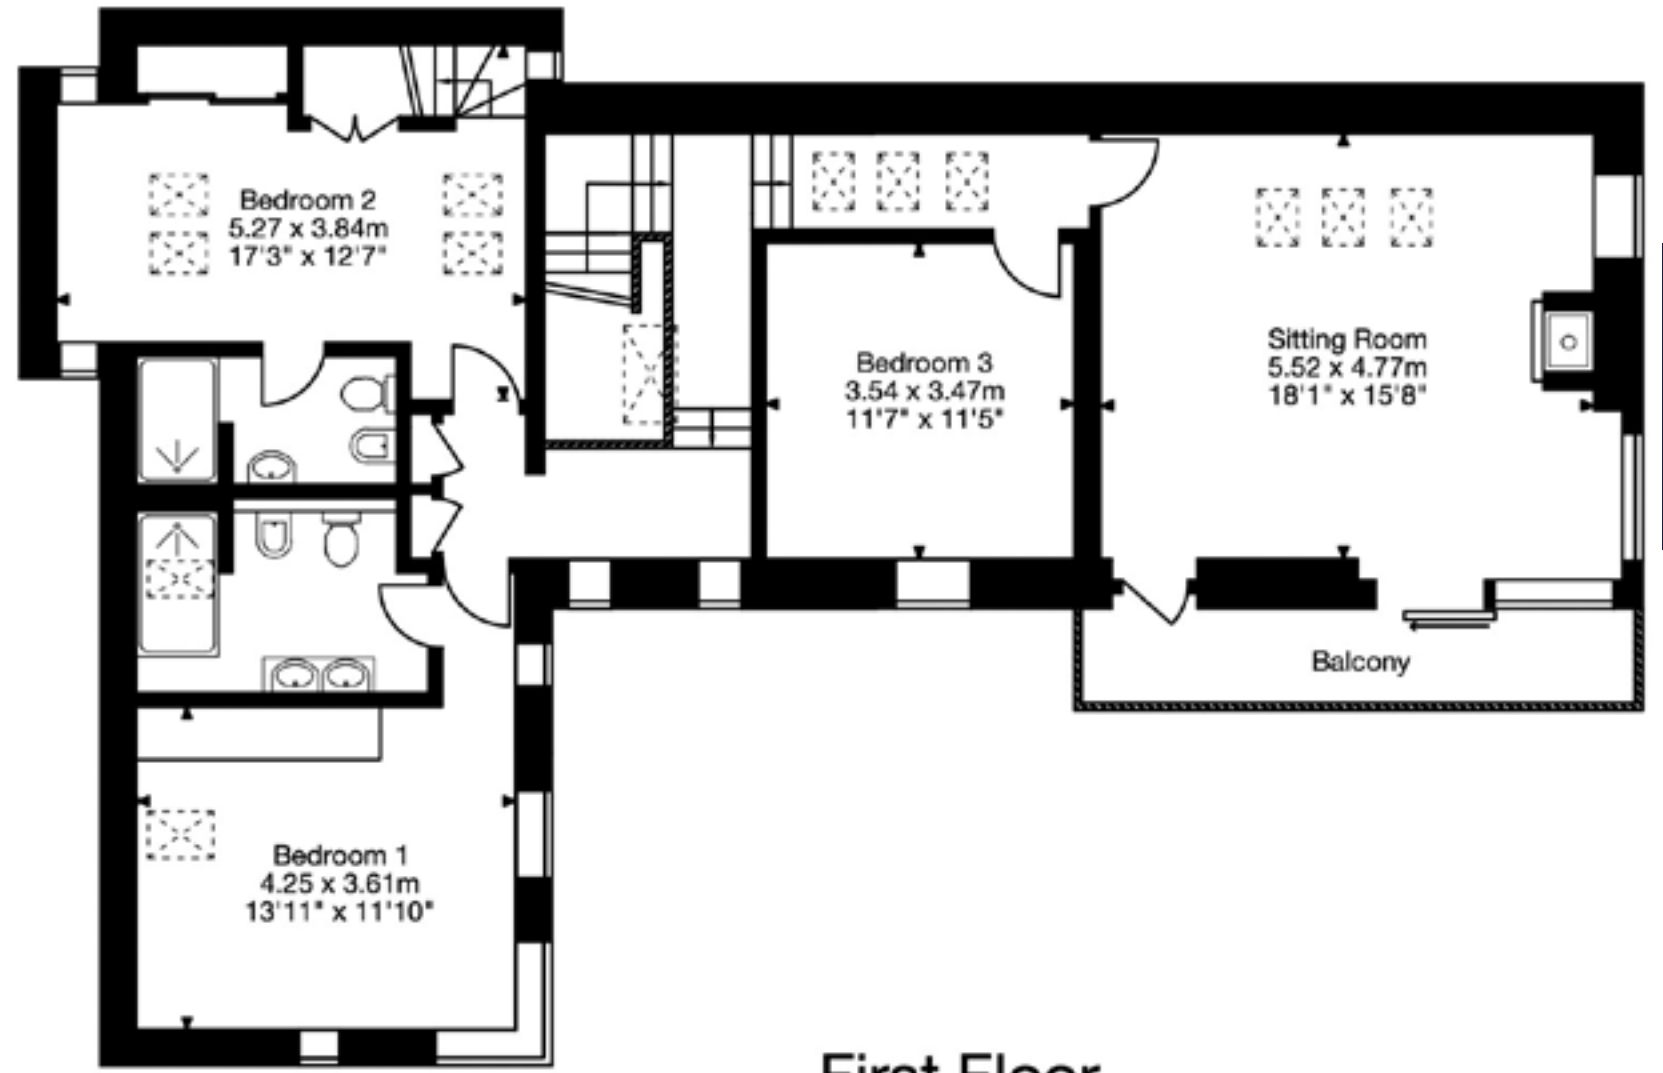 Bedroom 2
5.27 x 3.84m
17'3" x 12'7"
Bedroom 3
3.54 x 3.47m
11'7" x 11'5"
Sitting Room
5.52 x 4.77m
18'1" x 15'8"
Balcony
Bedroom 1
4.25 x 3.61m
13'11" x 11'10"
First Floor